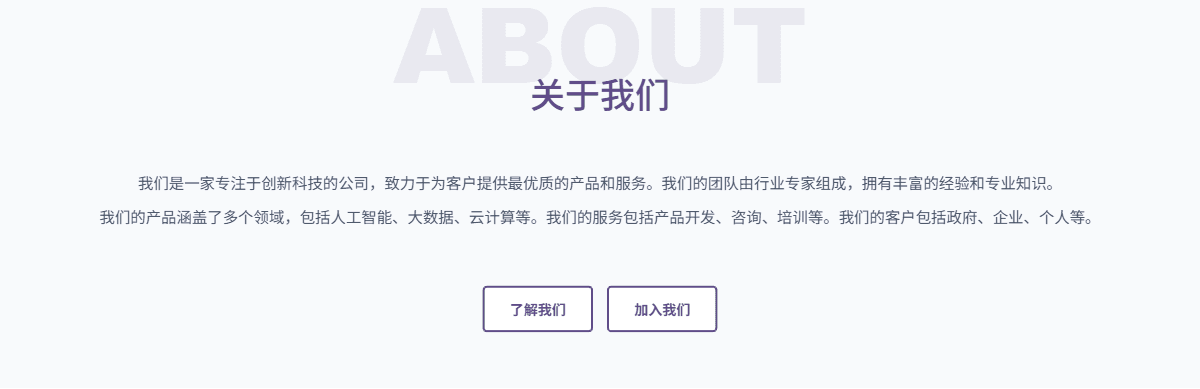 ABOUT
关于我们
我们是一家专注于创新科技的公司，致力于为客户提供最优质的产品和服务。我们的团队由行业专家组成，拥有丰富的经验和专业知识。
我们的产品涵盖了多个领域，包括人工智能、大数据、云计算等。我们的服务包括产品开发、咨询、培训等。我们的客户包括政府、企业、个人等。
了解我们
加入我们